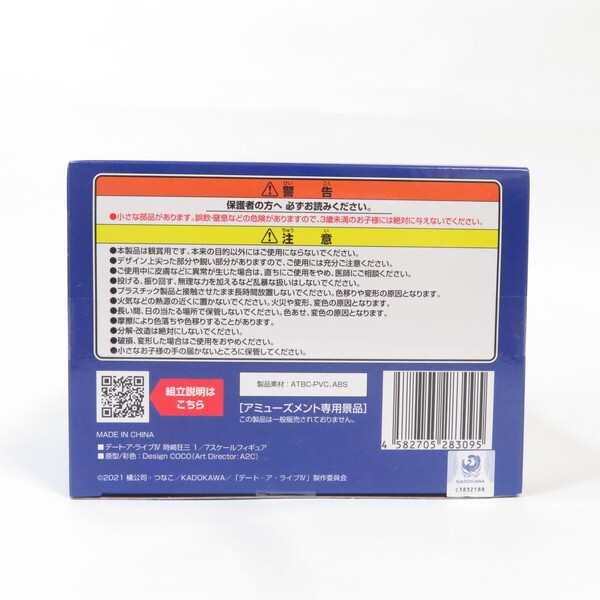 ⚠警告
けい こく
保護者の方へ 必ずお読みください。
●小さな部品があります。誤飲・窒息などの危険がありますので、3歳未満のお子様には絶対に与えないでください。
⚠注意
ちゅう い
●本製品は観賞用です。本来の目的以外にはご使用にならないでください。
●デザイン上尖った部分や鋭い部分がありますので、ご使用には充分ご注意ください。
●ご使用中に皮膚などに異常が生じた場合は、直ちにご使用をやめ、医師にご相談ください。
●投げる、振り回す、無理な力を加えるなど乱暴な扱いはしないでください。
●プラスチック製品と接触させたまま長時間放置しないでください。色移りや変形の原因となります。
●火気などの熱源の近くに置かないでください。火災や変形、変色の原因となります。
●長い間、日の当たる場所で保管しないでください。色あせ、変色の原因となります。
●摩擦により色落ちや色移りすることがあります。
●分解・改造は絶対にしないでください。
●破損、変形した場合はご使用をおやめください。
●小さなお子様の手の届かないところに保管してください。
組立説明は
こちら
製品素材:ATBC-PVC、ABS
[アミューズメント専用景品]
この製品は一般販売されておりません。
4 582705 283095
MADE IN CHINA
■デート・ア・ライブⅣ 時崎狂三 1/7スケールフィギュア
■原型/彩色:Design COCO(Art Director:A2C)
©2021 橘公司・つなこ/KADOKAWA/「デート・ア・ライブⅣ」製作委員会
KADOKAWA
C3832188